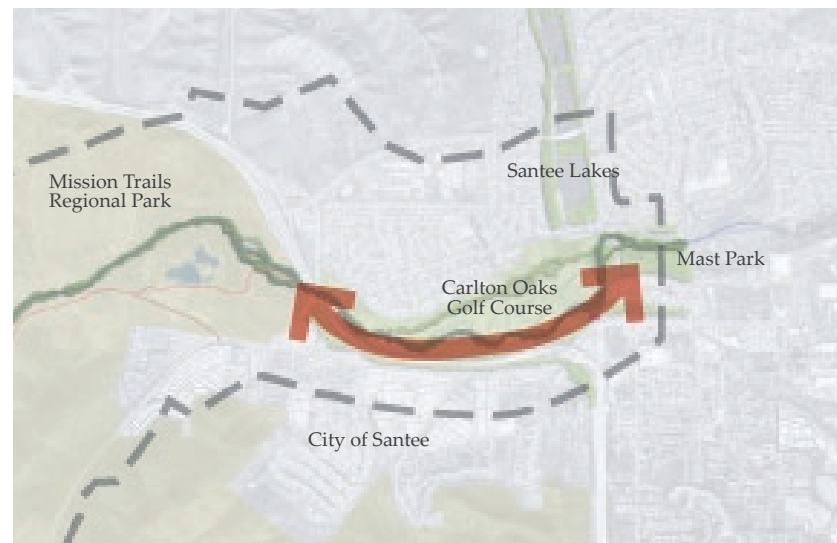 Santee Lakes
Mission Trails
Regional Park
Mast Park
Carlton Oaks
Golf Course
City of Santee